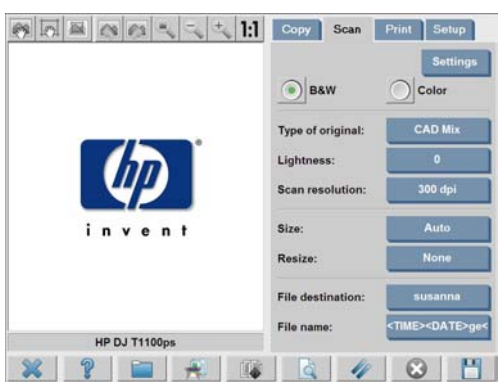 1:1
Copy Scan Print Setup
Settings
B&W Color
Type of original: CAD Mix
Lightness: 0
Scan resolution: 300 dpi
Size: Auto
Resize: None
File destination: susanna
File name: <TIME><DATE>ge<
hp
invent
HP DJ T1100ps
?